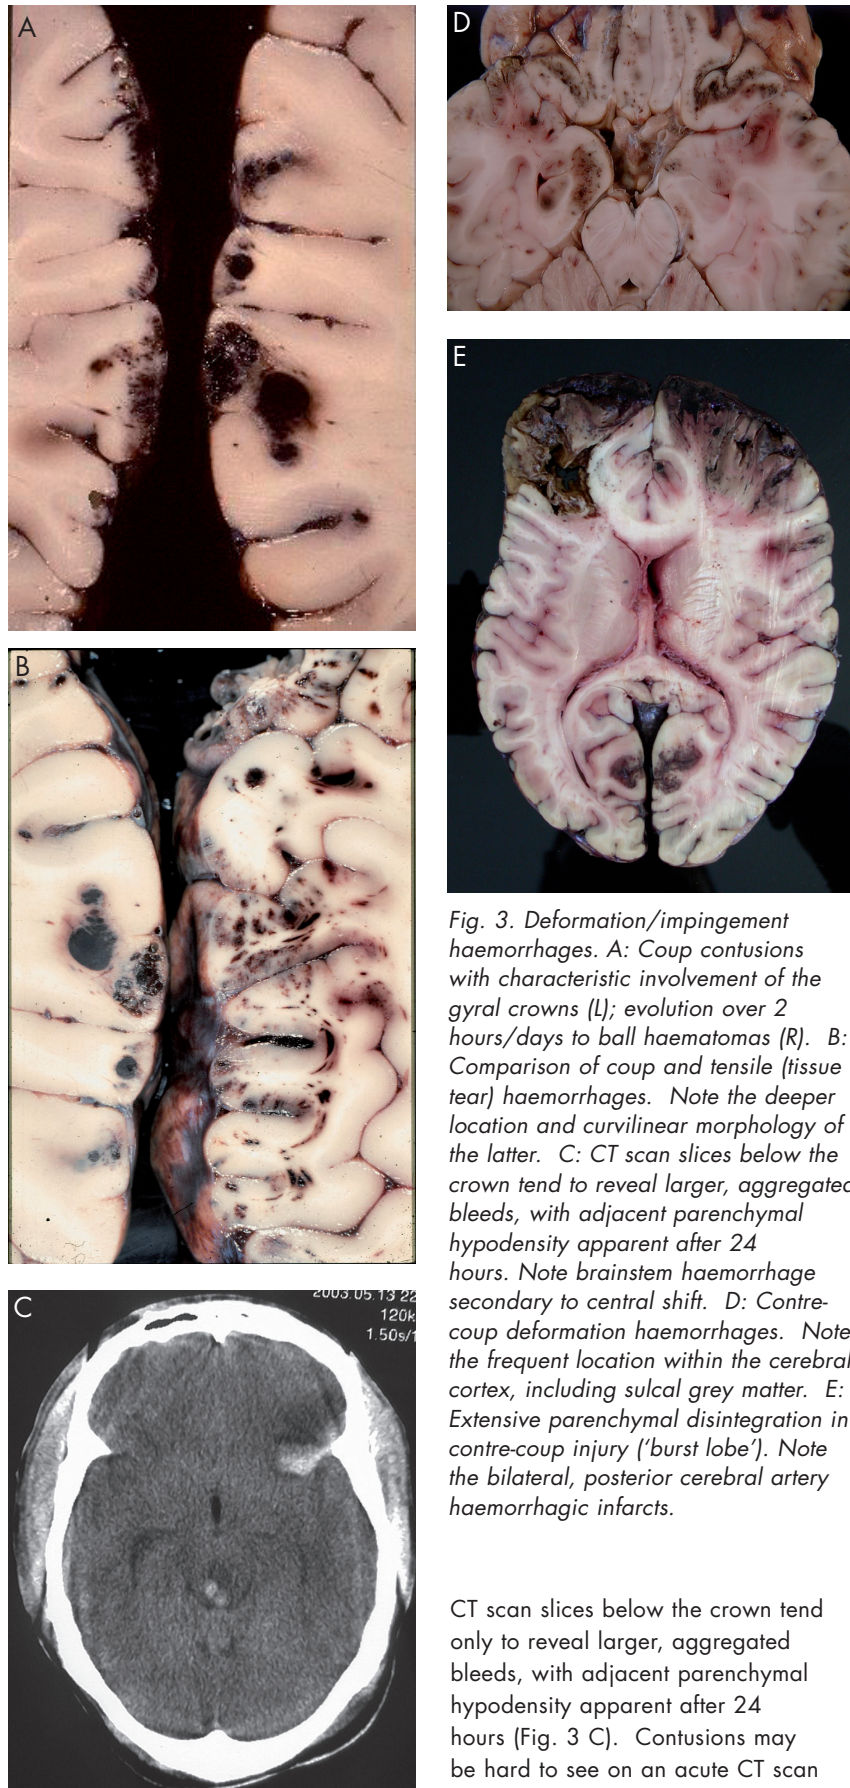 A
D
E
B
C
2003.05.13 22
120k
1.50s/1
Fig. 3. Deformation/impingement
haemorrhages. A: Coup contusions
with characteristic involvement of the
gyral crowns (L); evolution over 2
hours/days to ball haematomas (R). B:
Comparison of coup and tensile (tissue
tear) haemorrhages. Note the deeper
location and curvilinear morphology of
the latter. C: CT scan slices below the
crown tend to reveal larger, aggregated
bleeds, with adjacent parenchymal
hypodensity apparent after 24
hours. Note brainstem haemorrhage
secondary to central shift. D: Contre-
coup deformation haemorrhages. Note
the frequent location within the cerebral
cortex, including sulcal grey matter. E:
Extensive parenchymal disintegration in
contre-coup injury (‘burst lobe’). Note
the bilateral, posterior cerebral artery
haemorrhagic infarcts.
CT scan slices below the crown tend
only to reveal larger, aggregated
bleeds, with adjacent parenchymal
hypodensity apparent after 24
hours (Fig. 3 C). Contusions may
be hard to see on an acute CT scan